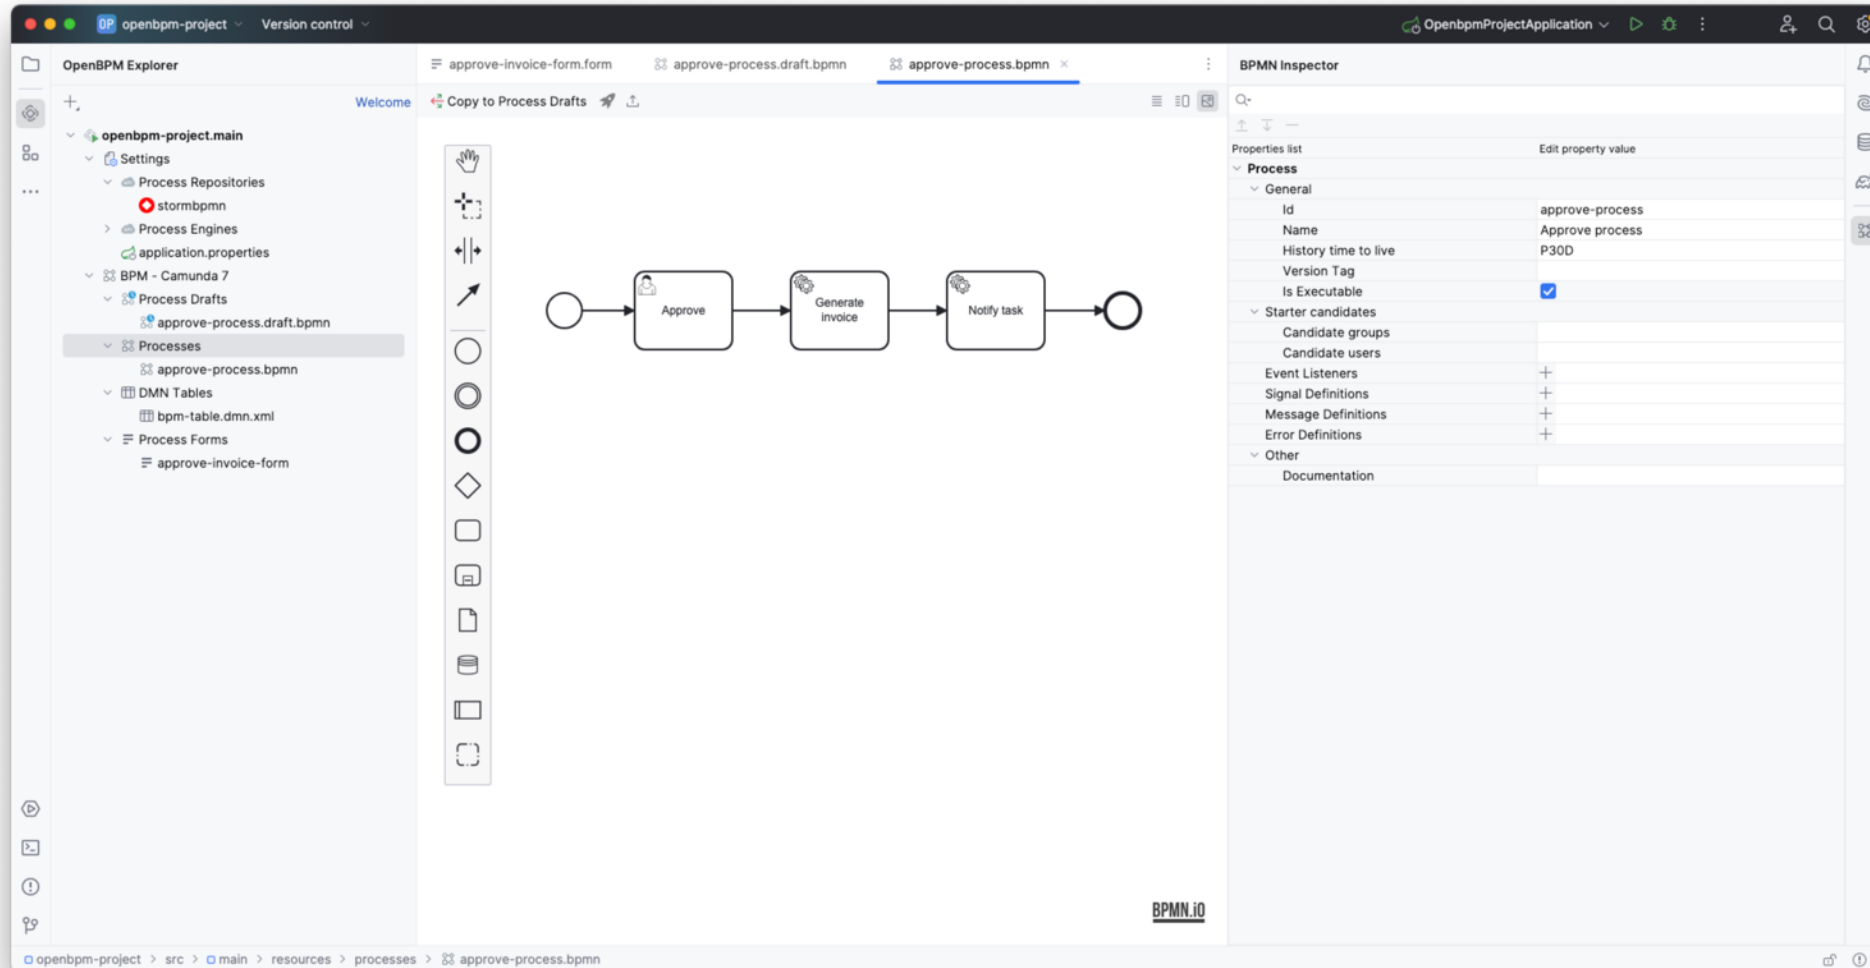 OP openbpm-project
Version control
OpenbpmProjectApplication
OpenBPM Explorer
Welcome
openbpm-project.main
Settings
Process Repositories
stormbpmn
Process Engines
application.properties
BPM - Camunda 7
Process Drafts
approve-process.draft.bpmn
Processes
approve-process.bpmn
DMN Tables
bpm-table.dmn.xml
Process Forms
approve-invoice-form
approve-invoice-form.form
approve-process.draft.bpmn
approve-process.bpmn
Copy to Process Drafts
Approve
Generate
invoice
Notify task
BPMN.iO
BPMN Inspector
Properties list Edit property value
Process
General
Id approve-process
Name Approve process
History time to live P30D
Version Tag
Is Executable
Starter candidates
Candidate groups
Candidate users
Event Listeners
Signal Definitions
Message Definitions
Error Definitions
Other
Documentation
openbpm-project > src > main > resources > processes > approve-process.bpmn